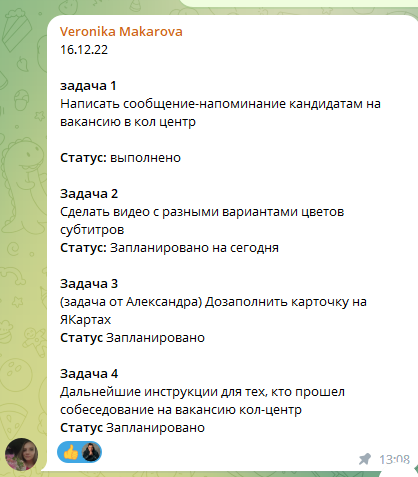 Veronika Makarova
16.12.22
задача 1
Написать сообщение-напоминание кандидатам на
вакансию в кол центр
Статус: выполнено
Задача 2
Сделать видео с разными вариантами цветов
субтитров
Статус: Запланировано на сегодня
Задача 3
(задача от Александра) Дозаполнить карточку на
ЯКартах
Статус Запланировано
Задача 4
Дальнейшие инструкции для тех, кто прошел
собеседование на вакансию кол-центр
Статус Запланировано
13:08